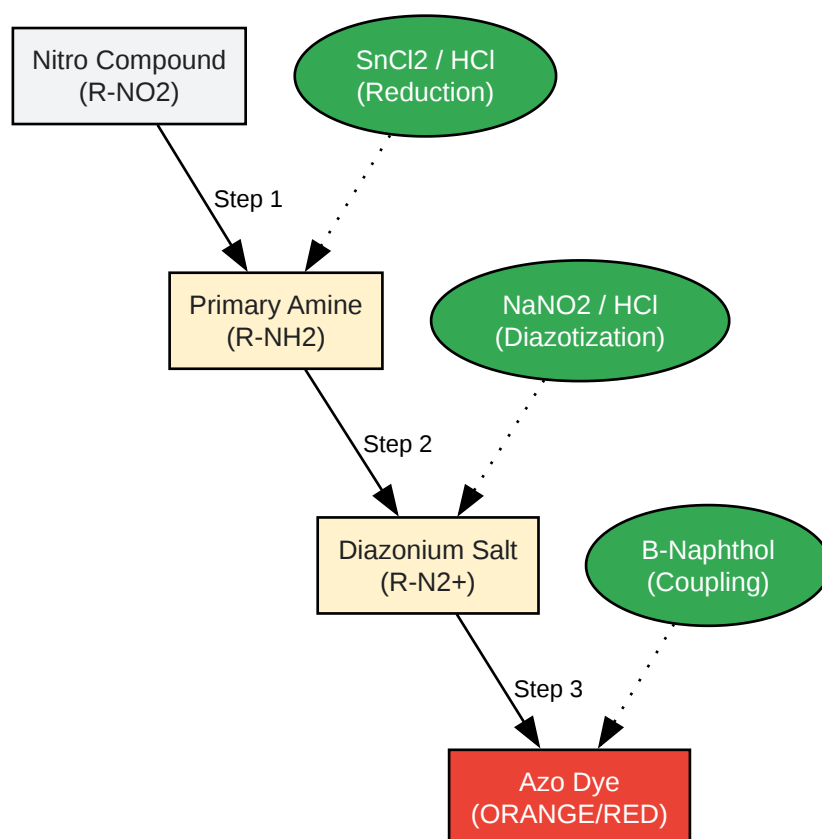 Nitro Compound
(R-NO2)
SnCl2 / HCl
(Reduction)
Step 1
Primary Amine
(R-NH2)
NaNO2 / HCl
(Diazotization)
Step 2
Diazonium Salt
(R-N2+)
B-Naphthol
(Coupling)
Step 3
Azo Dye
(ORANGE/RED)